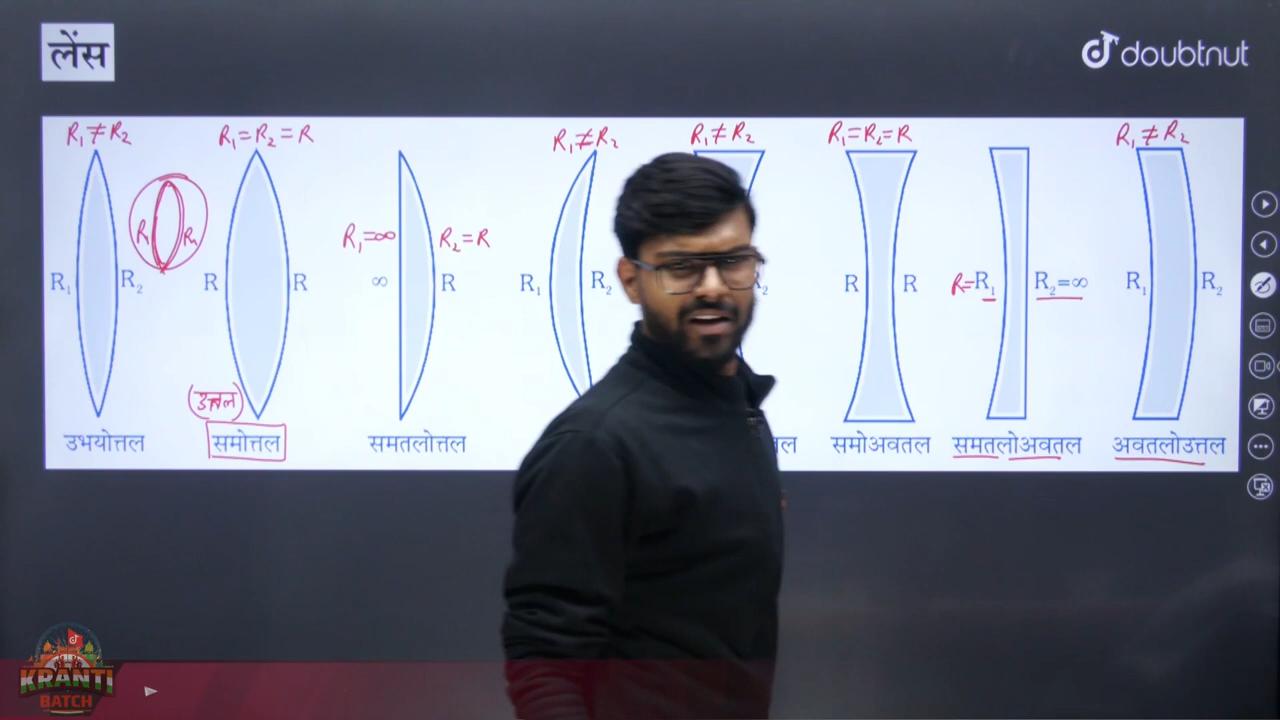 लेंस
doubtnut
R₁ ≠ R₂
R₁ = R₂ = R
R₁ ≠ R₂
R₁ ≠ R₂
R₁ = R₂ = R
R₁ ≠ R₂
R₁ R₂
R₁=∞ R₂=R
R₁ R₂
R R
∞ R
R₁ R₂
R₂
R R
R=R₁ R₂=∞
R₁ R₂
(उत्तल)
उभयोत्तल
समोत्तल
समतलोत्तल
समोअवतल
समतलोअवतल
अवतलोउत्तल
KRANTI
BATCH